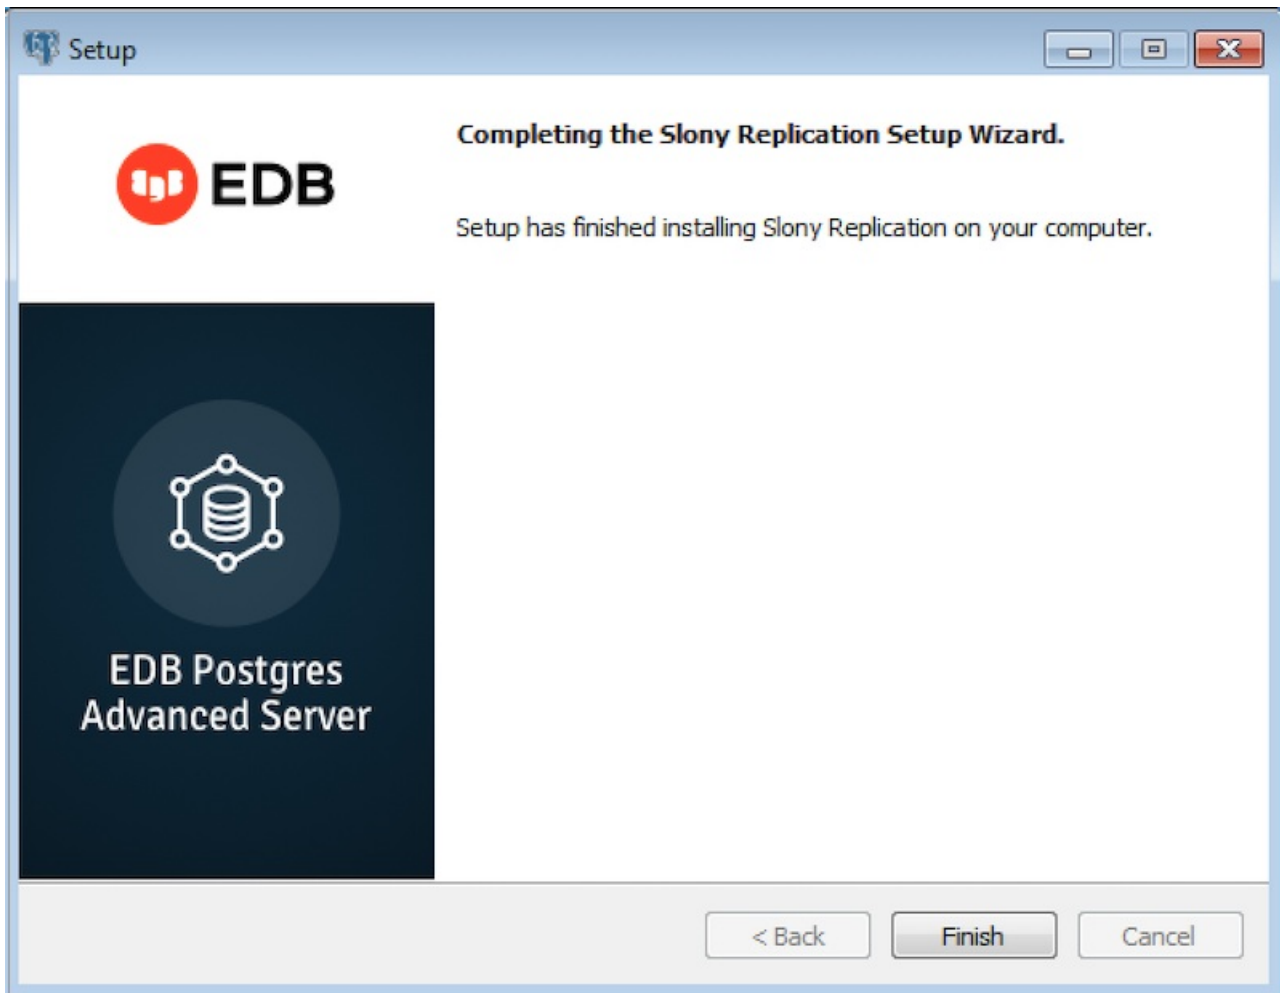 Setup
EDB
Completing the Slony Replication Setup Wizard.
Setup has finished installing Slony Replication on your computer.
EDB Postgres
Advanced Server
< Back
Finish
Cancel